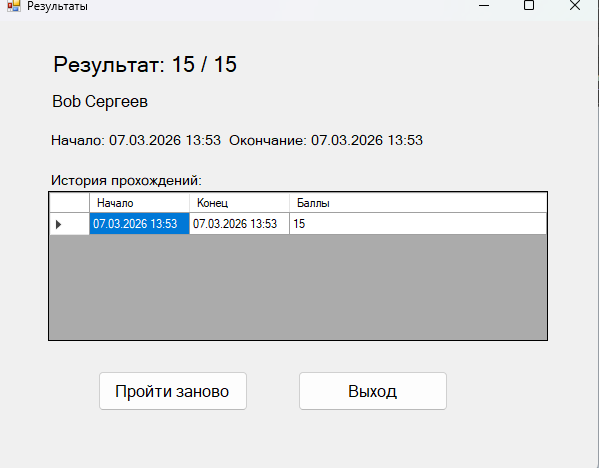 Результаты
Результат: 15 / 15
Bob Сергеев
Начало: 07.03.2026 13:53 Окончание: 07.03.2026 13:53
История прохождений:
Начало Конец Баллы
07.03.2026 13:53 07.03.2026 13:53 15
Пройти заново Выход